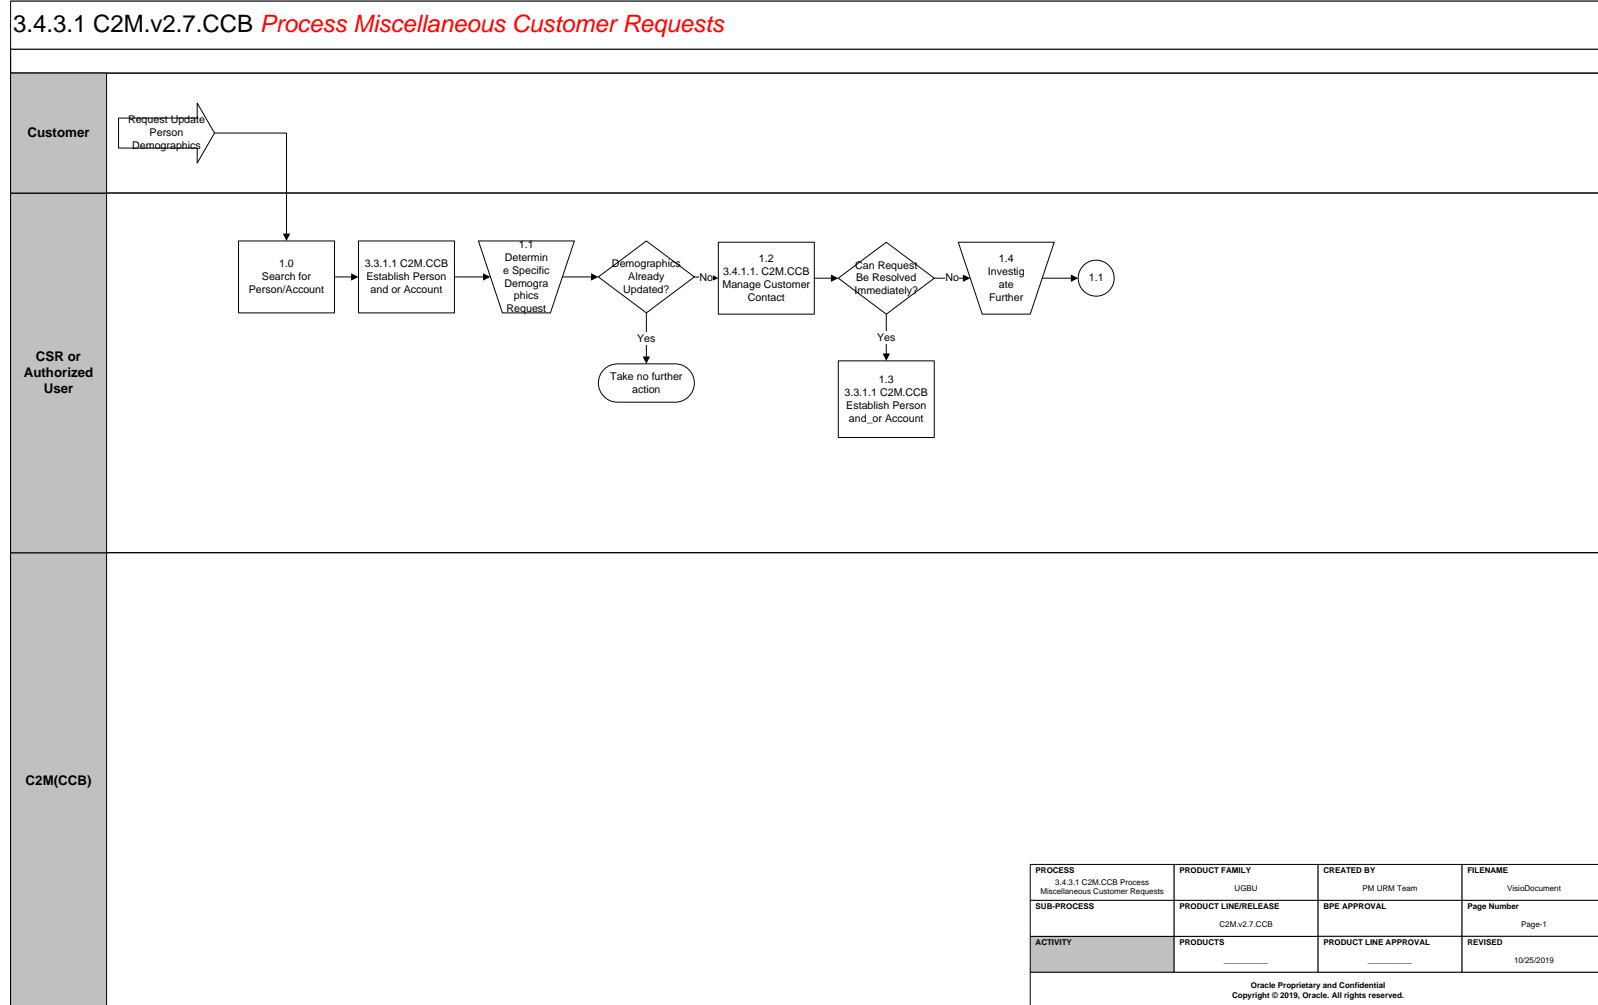 3.4.3.1 C2M.v2.7.CCB Process Miscellaneous Customer Requests
Customer
Request Update
Person
Demographics
CSR or
Authorized
User
1.0
Search for
Person/Account
3.3.1.1 C2M.CCB
Establish Person
and or Account
1.1
Determin
e Specific
Demogra
phics
Request
Demographics
Already
Updated?
No
1.2
3.4.1.1. C2M.CCB
Manage Customer
Contact
Can Request
Be Resolved
Immediately?
No
1.4
Investig
ate
Further
1.1
Yes
Take no further
action
Yes
1.3
3.3.1.1 C2M.CCB
Establish Person
and_or Account
C2M(CCB)
PROCESS
3.4.3.1 C2M.CCB Process
Miscellaneous Customer Requests
PRODUCT FAMILY
UGBU
CREATED BY
PM URM Team
FILENAME
VisioDocument
SUB-PROCESS
PRODUCT LINE/RELEASE
C2M.v2.7.CCB
BPE APPROVAL
Page Number
Page-1
ACTIVITY
PRODUCTS
__________
PRODUCT LINE APPROVAL
__________
REVISED
10/25/2019
Oracle Proprietary and Confidential
Copyright © 2019, Oracle. All rights reserved.